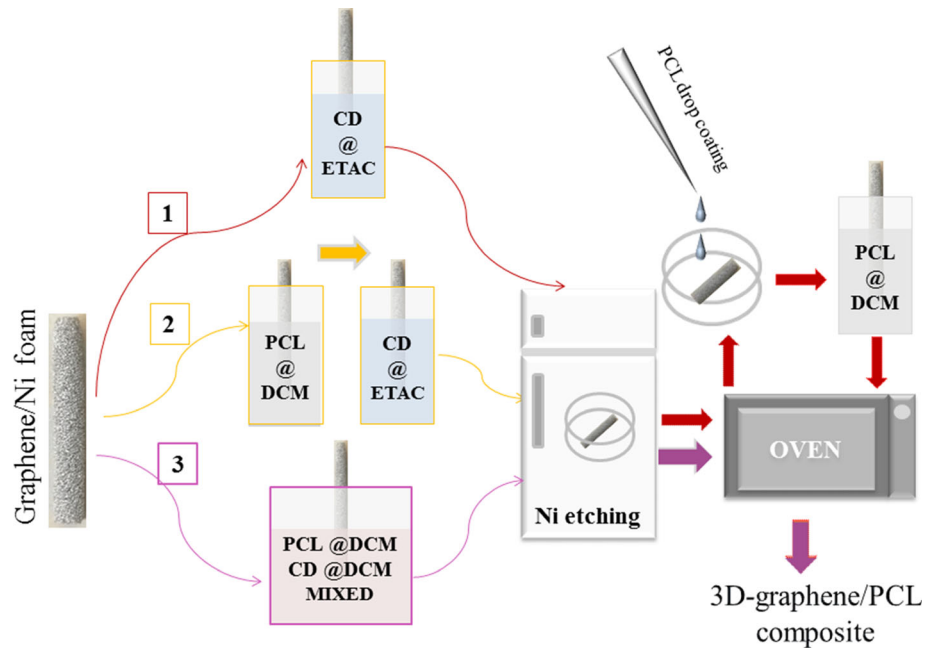 Graphene/Ni foam
1
CD
@
ETAC
2
PCL
@
DCM
CD
@
ETAC
3
PCL @DCM
CD @DCM
MIXED
Ni etching
PCL drop coating
PCL
@
DCM
OVEN
3D-graphene/PCL
composite